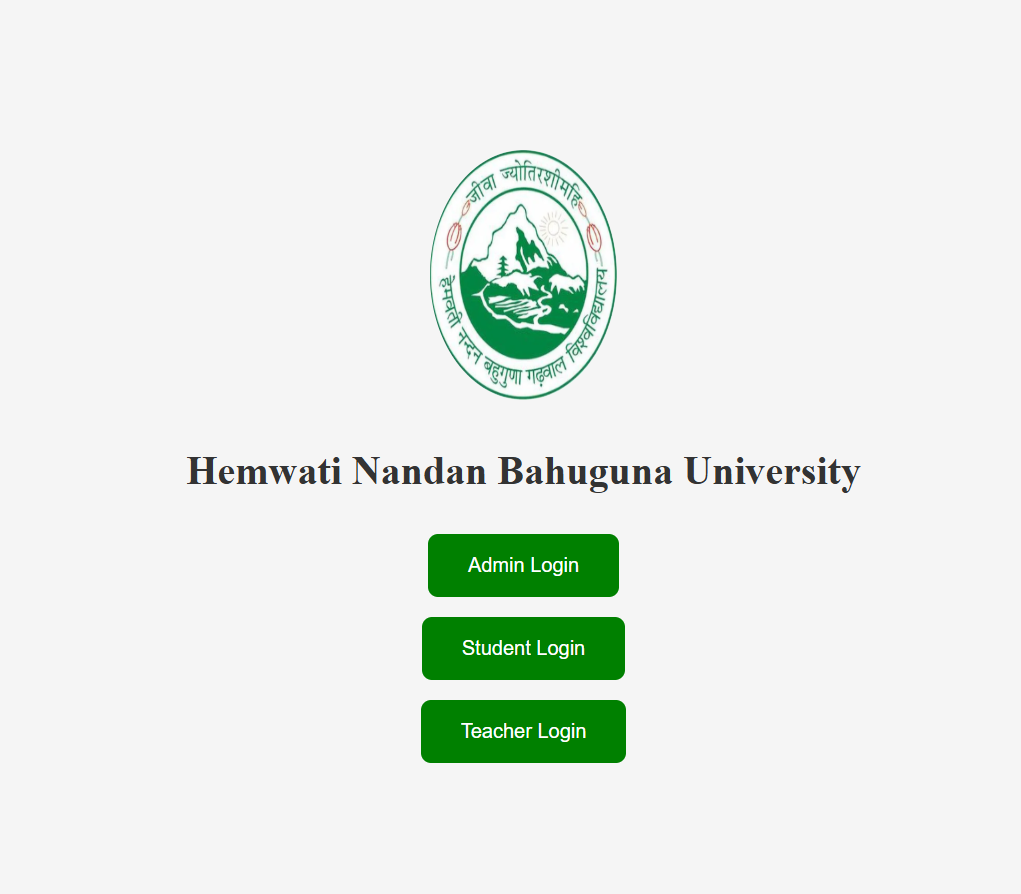 जीवा ज्योतिरशीमहि
हेमवती नन्दन बहुगुणा गढ़वाल विश्वविद्यालय
Hemwati Nandan Bahuguna University
Admin Login
Student Login
Teacher Login